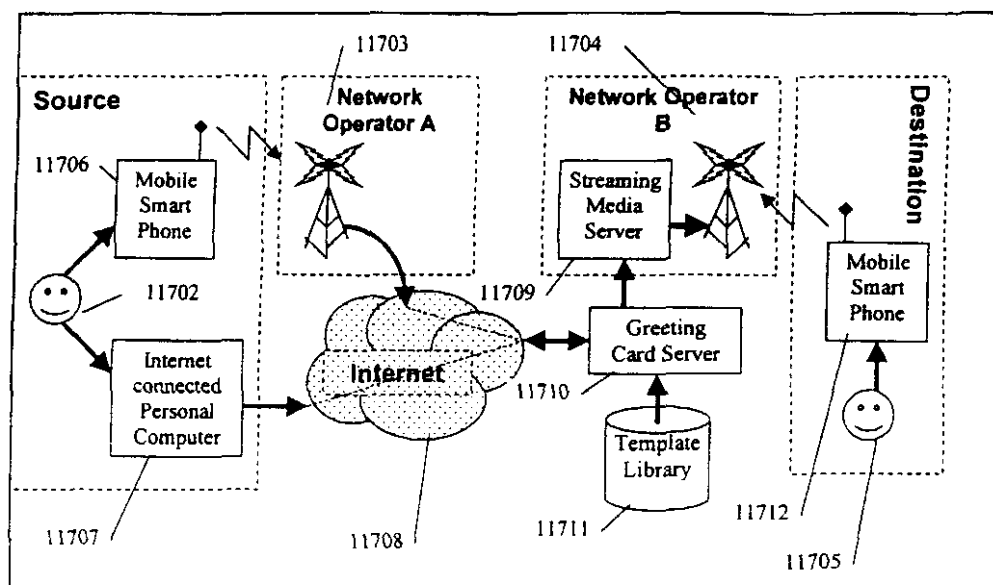 11703
11704
Source
Network
Operator A
Network Operator
B
Destination
11706
Mobile
Smart
Phone
Streaming
Media
Server
11702
11709
Mobile
Smart
Phone
Internet
connected
Personal
Computer
Internet
Greeting
Card Server
11710
Template
Library
11707
11708
11711
11712
11705